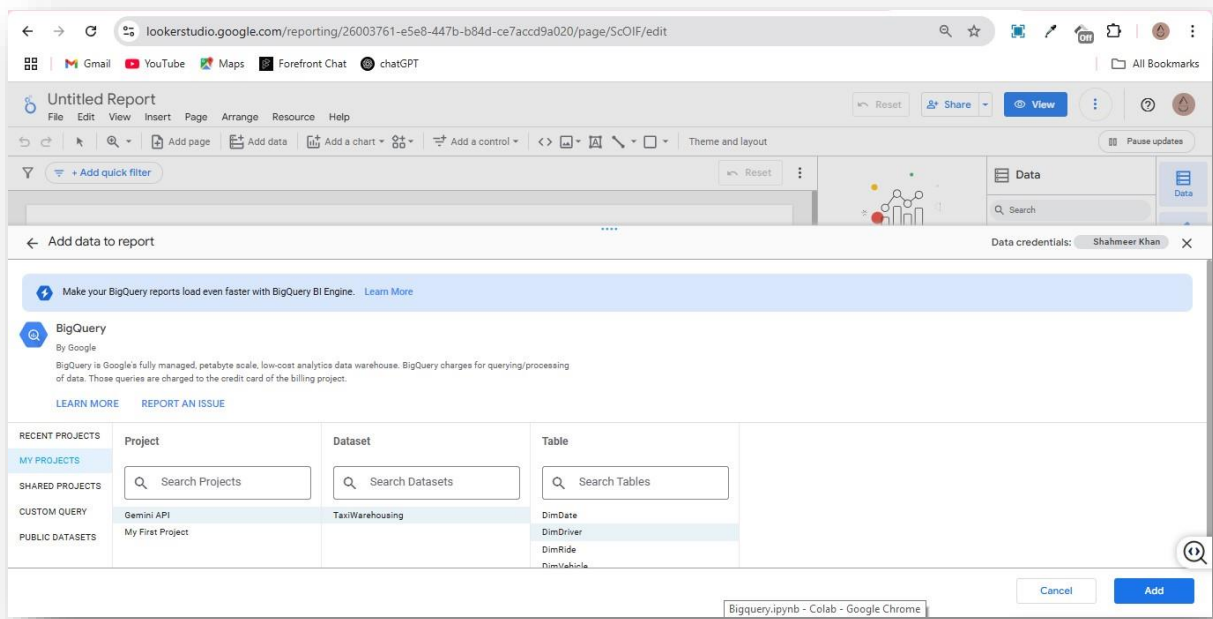 lookerstudio.google.com/reporting/26003761-e5e8-447b-b84d-ce7accd9a020/page/ScOIF/edit
Off
Gmail YouTube Maps Forefront Chat chatGPT All Bookmarks
Untitled Report
File Edit View Insert Page Arrange Resource Help
Reset Share View
Add page Add data Add a chart Add a control Theme and layout Pause updates
+ Add quick filter Reset Data
Data
Search
Add data to report Data credentials: Shahmeer Khan
Make your BigQuery reports load even faster with BigQuery BI Engine. Learn More
BigQuery
By Google
BigQuery is Google's fully managed, petabyte scale, low-cost analytics data warehouse. BigQuery charges for querying/processing
of data. Those queries are charged to the credit card of the billing project.
LEARN MORE REPORT AN ISSUE
RECENT PROJECTS Project Dataset Table
MY PROJECTS
SHARED PROJECTS Search Projects Search Datasets Search Tables
CUSTOM QUERY Gemini API TaxiWarehousing DimDate
PUBLIC DATASETS My First Project DimDriver
DimRide
DimVehicle
Cancel Add
Bigquery.ipynb - Colab - Google Chrome